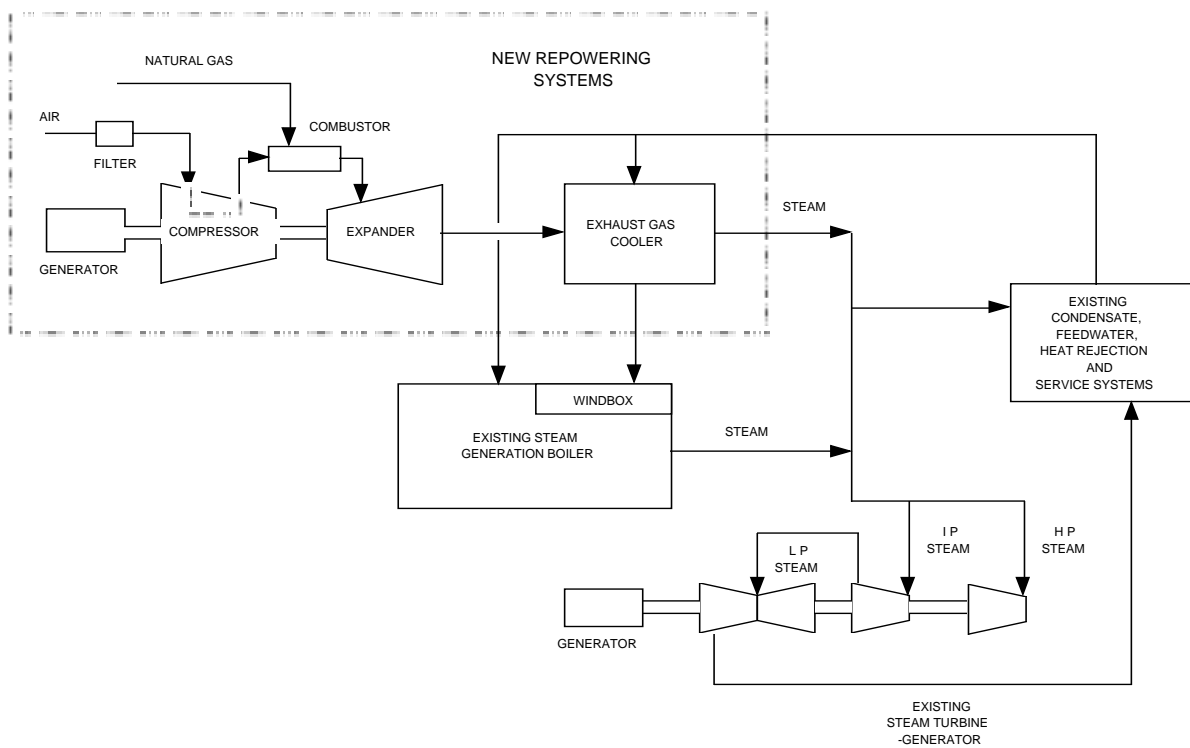 NATURAL GAS
NEW REPOWERING
SYSTEMS
AIR
COMBUSTOR
FILTER
COMPRESSOR
EXPANDER
GENERATOR
EXHAUST GAS
COOLER
STEAM
EXISTING
CONDENSATE,
FEEDWATER,
HEAT REJECTION
AND
SERVICE SYSTEMS
WINDBOX
EXISTING STEAM
GENERATION BOILER
STEAM
L P
STEAM
I P
STEAM
H P
STEAM
GENERATOR
EXISTING
STEAM TURBINE
-GENERATOR